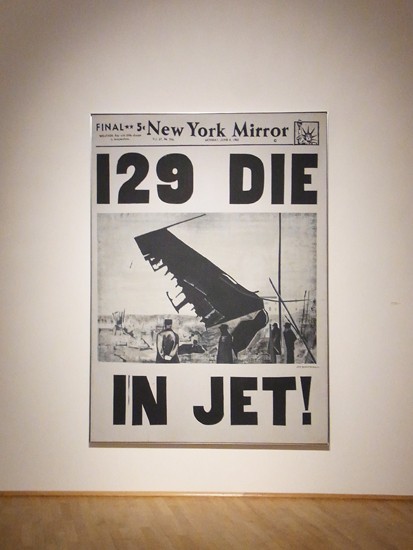 FINAL★★ 5¢ New York Mirror
129 DIE
IN JET!